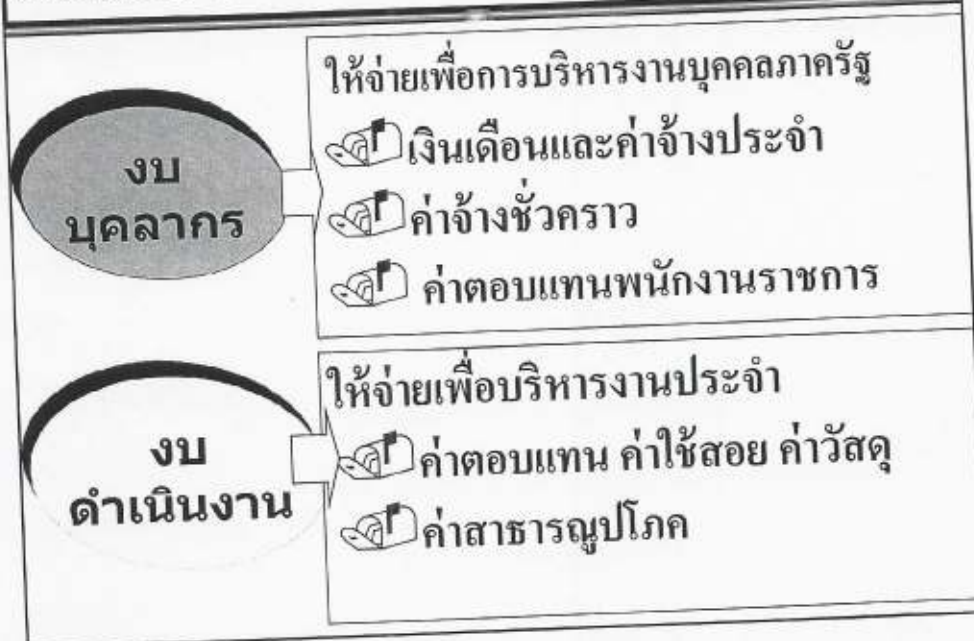 งบ
บุคลากร
ให้จ่ายเพื่อการบริหารงานบุคคลภาครัฐ
เงินเดือนและค่าจ้างประจำ
ค่าจ้างชั่วคราว
ค่าตอบแทนพนักงานราชการ
งบ
ดำเนินงาน
ให้จ่ายเพื่อบริหารงานประจำ
ค่าตอบแทน ค่าใช้สอย ค่าวัสดุ
ค่าสาธารณูปโภค